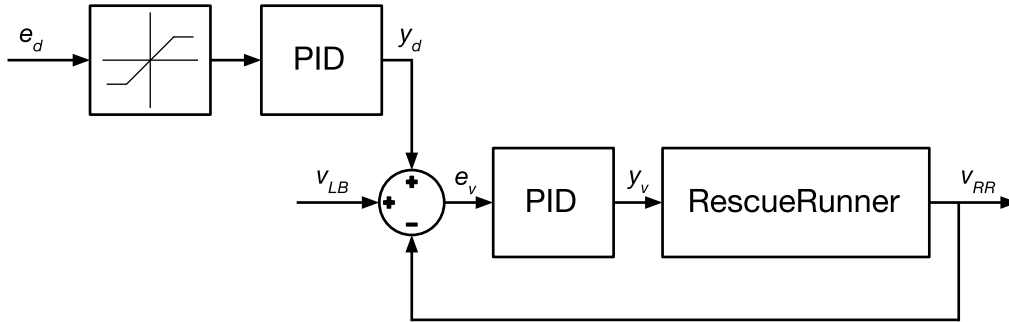 e_d
PID
y_d
v_LB
+
+
−
e_v
PID
y_v
RescueRunner
v_RR